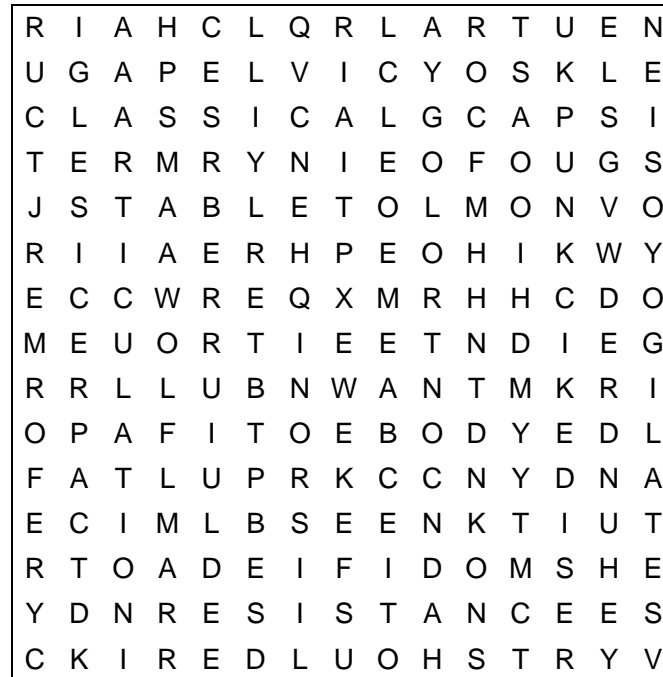 R I A H C L Q R L A R T U E N
U G A P E L V I C Y O S K L E
C L A S S I C A L G C A P S I
T E R M R Y N I E O F O U G S
J S T A B L E T O L M O N V O
R I I A E R H P E O H I K W Y
E C C W R E Q X M R H H C D O
M E U O R T I E E T N D I E G
R R L L U B N W A N T M K R I
O P A F I T O E B O D Y E D L
F A T L U P R K C C N Y D N A
E C I M L B S E E N K T I U T
R T O A D E I F I D O M S H E
Y D N R E S I S T A N C E E S
C K I R E D L U O H S T R Y V